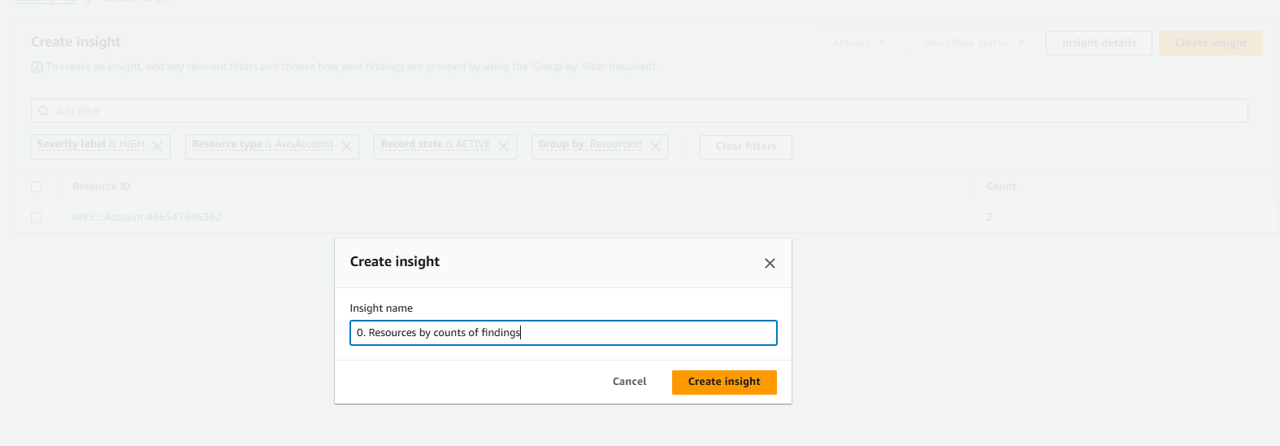 Create insight
Actions ▼
Workflow status ▼
Insight details
Create insight
To create an insight, add any relevant filters and choose how your findings are grouped by using the 'Group by' filter (required).
Add filter
Severity label is HIGH
Resource type is AwsAccount
Record state is ACTIVE
Group by: ResourceId
Clear filters
Resource ID
Count
AWS::::Account:486547846362
2
Create insight
Insight name
0. Resources by counts of findings
Cancel
Create insight